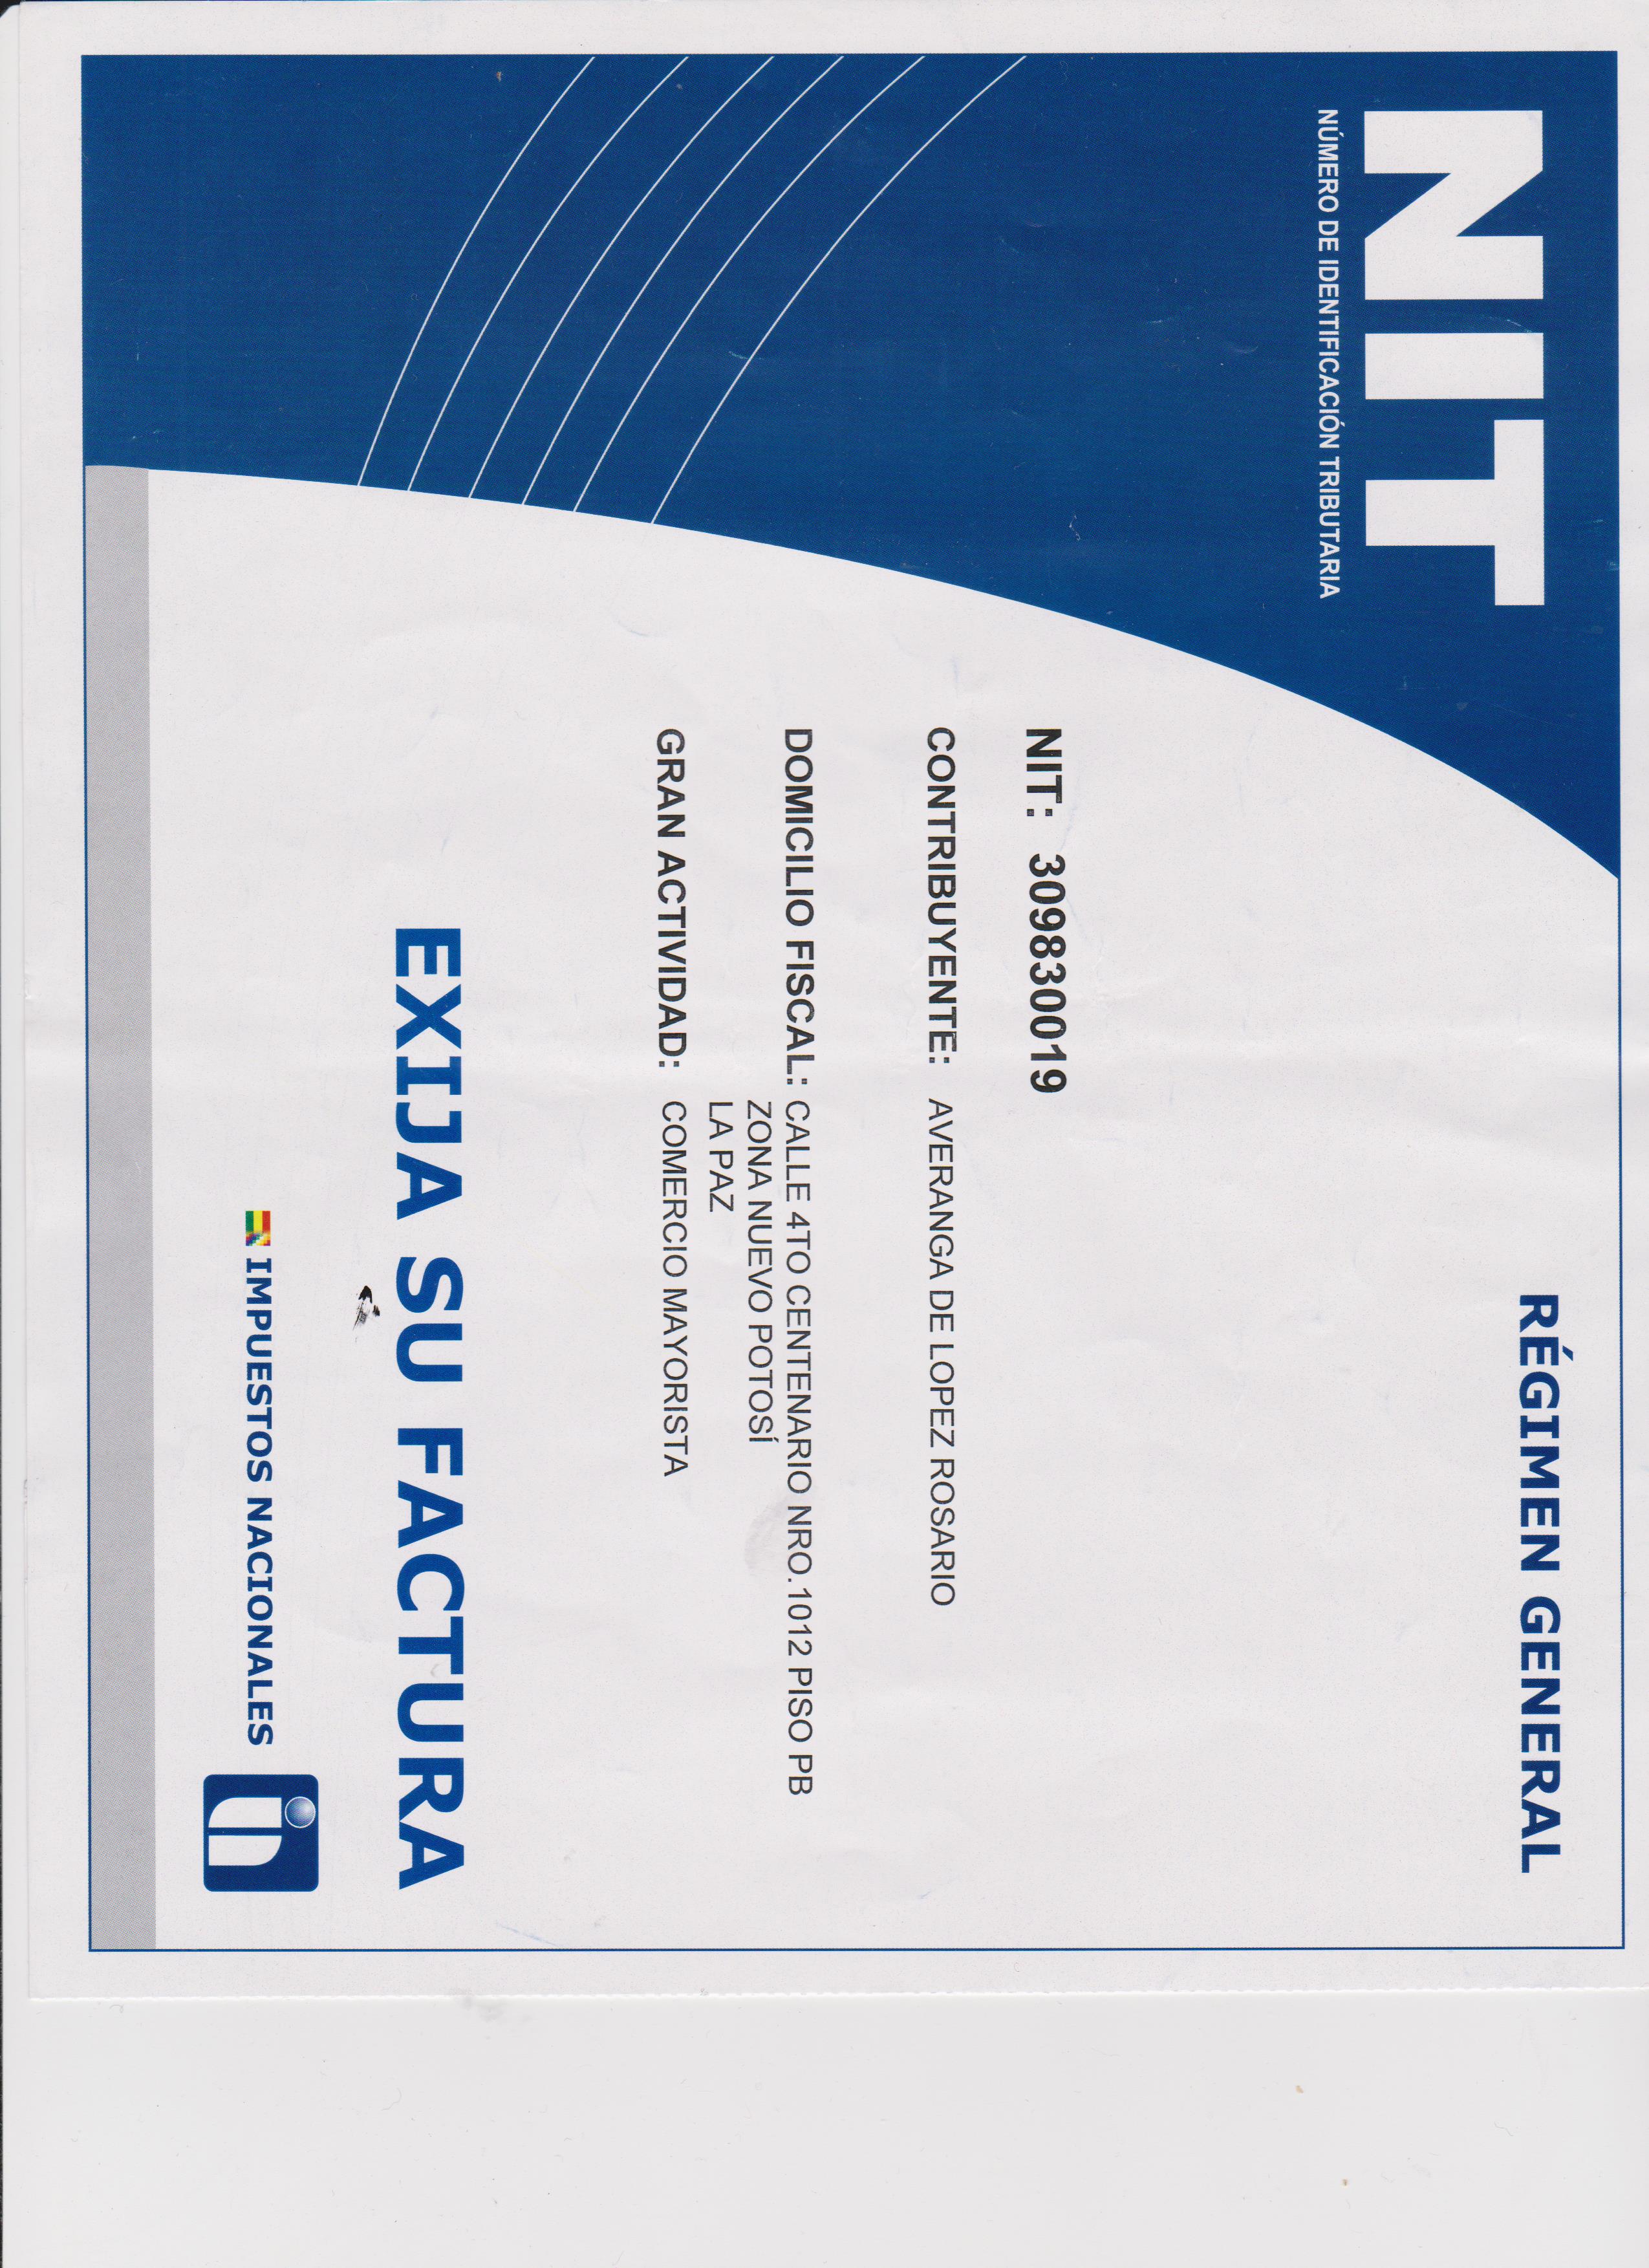 NIT
NÚMERO DE IDENTIFICACIÓN TRIBUTARIA
RÉGIMEN GENERAL
NIT: 309830019
CONTRIBUYENTE: AVERANGA DE LOPEZ ROSARIO
DOMICILIO FISCAL: CALLE 4TO CENTENARIO NRO.1012 PISO PB
ZONA NUEVO POTOSÍ
LA PAZ
GRAN ACTIVIDAD: COMERCIO MAYORISTA
EXIJA SU FACTURA
IMPUESTOS NACIONALES